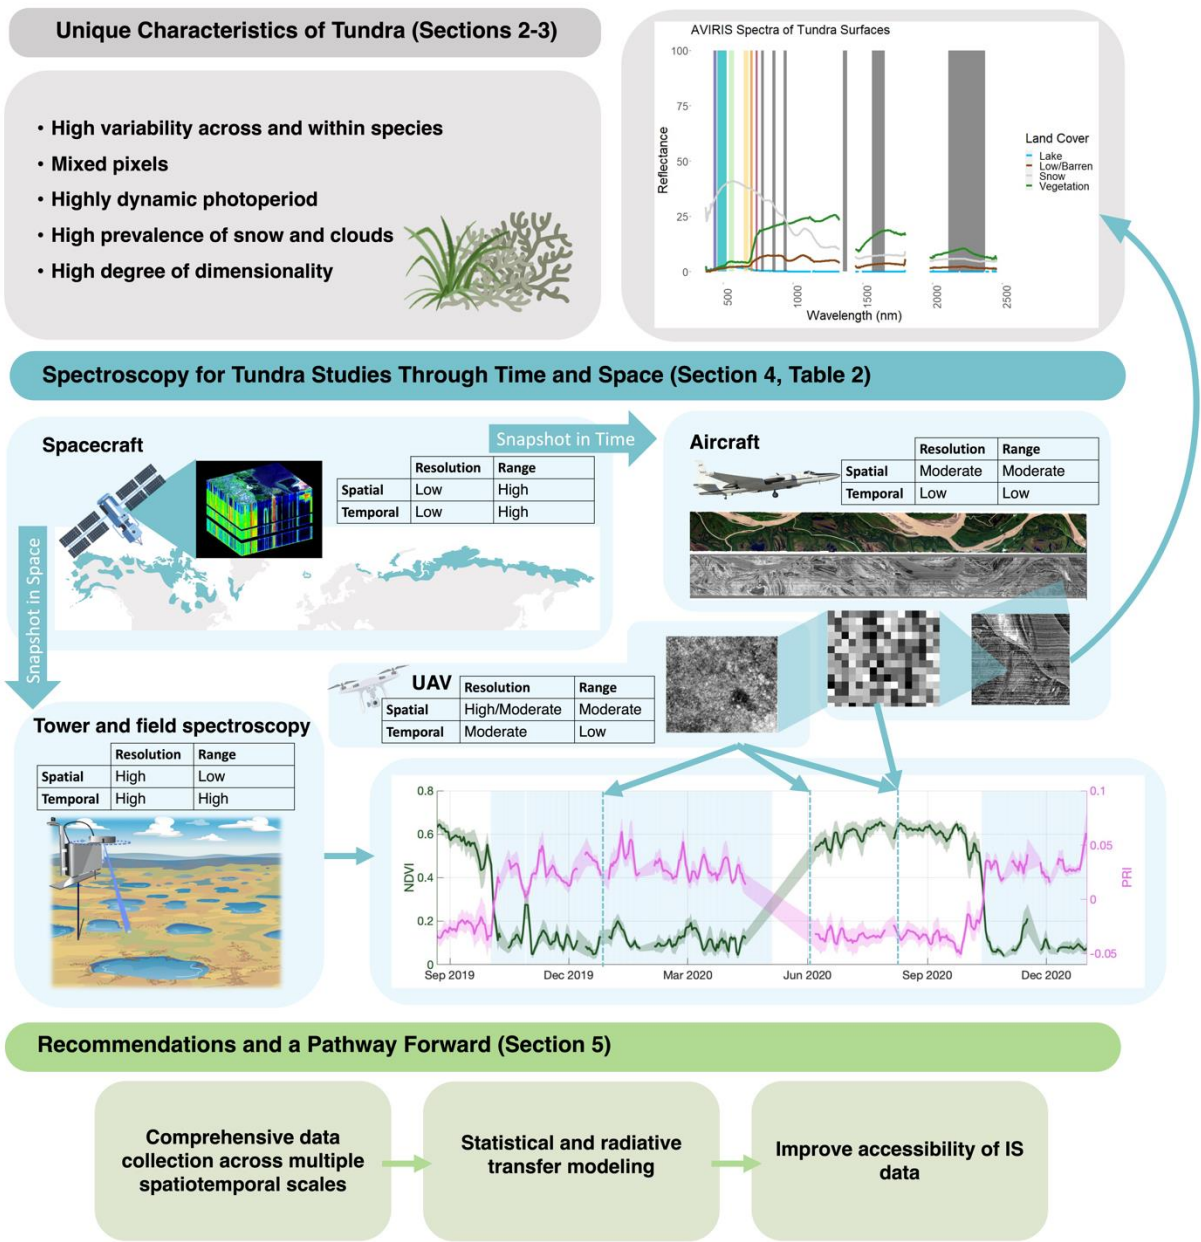 Unique Characteristics of Tundra (Sections 2-3)
• High variability across and within species
• Mixed pixels
• Highly dynamic photoperiod
• High prevalence of snow and clouds
• High degree of dimensionality
AVIRIS Spectra of Tundra Surfaces
100
75
50
25
0
Reflectance
500
1000
1500
2000
2500
Wavelength (nm)
Land Cover
Lake
Low/Barren
Snow
Vegetation
Spectroscopy for Tundra Studies Through Time and Space (Section 4, Table 2)
Spacecraft
Resolution Range
Spatial Low High
Temporal Low High
Snapshot in Time
Snapshot in Space
Aircraft
Resolution Range
Spatial Moderate Moderate
Temporal Low Low
UAV
Resolution Range
Spatial High/Moderate Moderate
Temporal Moderate Low
Tower and field spectroscopy
Resolution Range
Spatial High Low
Temporal High High
0.8
0.6
0.4
0.2
0
NDVI
0.1
0.05
0
-0.05
PRI
Sep 2019
Dec 2019
Mar 2020
Jun 2020
Sep 2020
Dec 2020
Recommendations and a Pathway Forward (Section 5)
Comprehensive data
collection across multiple
spatiotemporal scales
Statistical and radiative
transfer modeling
Improve accessibility of IS
data